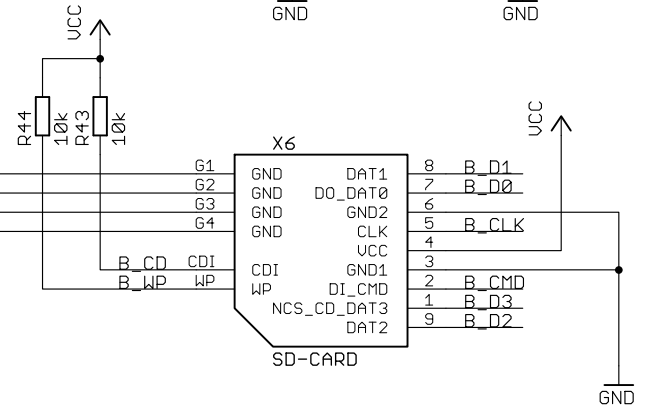 GND
GND
VCC
R44
10k
R43
10k
VCC
X6
G1 GND DAT1 8 B_D1
G2 GND DO_DAT0 7 B_D0
G3 GND GND2 6
G4 GND CLK 5 B_CLK
VCC 4
B_CD CDI CDI GND1 3
B_WP WP WP DI_CMD 2 B_CMD
NCS_CD_DAT3 1 B_D3
DAT2 9 B_D2
SD-CARD
GND